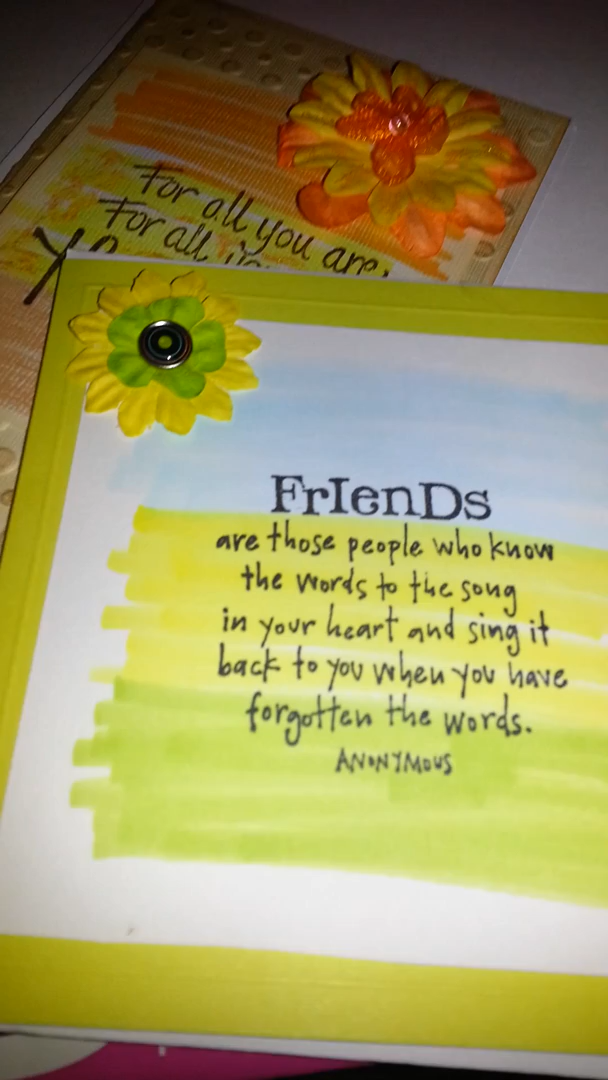 For all you are,
For all
FrIenDs
are those people who know
the words to the song
in your heart and sing it
back to you when you have
forgotten the words.
ANONYMOUS